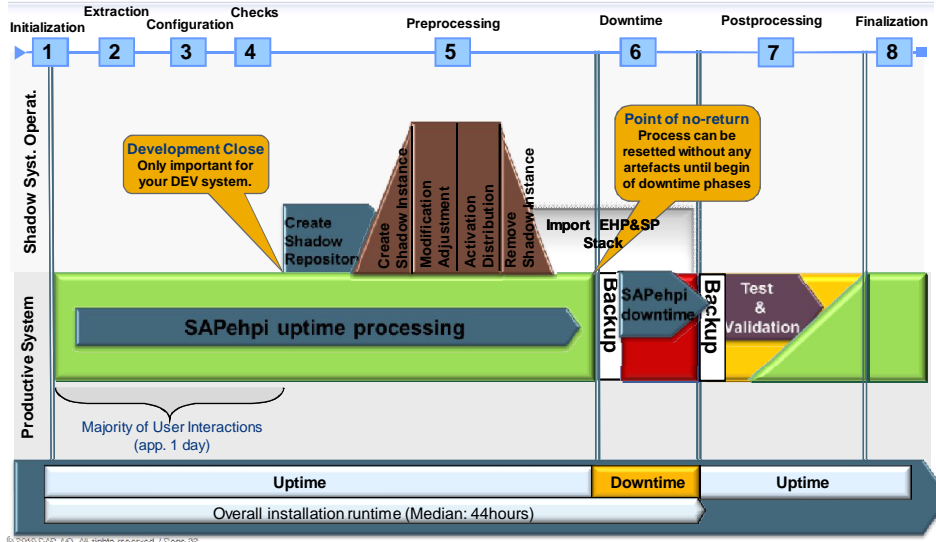 Initialization
Extraction
Configuration
Checks
Preprocessing
Downtime
Postprocessing
Finalization
1
2
3
4
5
6
7
8
Shadow Syst. Operat.
Development Close
Only important for
your DEV system.
Point of no-return
Process can be
resetted without any
artefacts until begin
of downtime phases
Create
Shadow
Repository
Create
Shadow Instance
Modification
Adjustment
Activation
Distribution
Remove
Shadow Instance
Import EHP&SP
Stack
Productive System
SAPehpi uptime processing
Backup
SAPehpi
downtime
Backup
Test
&
Validation
Majority of User Interactions
(app. 1 day)
Uptime
Downtime
Uptime
Overall installation runtime (Median: 44hours)